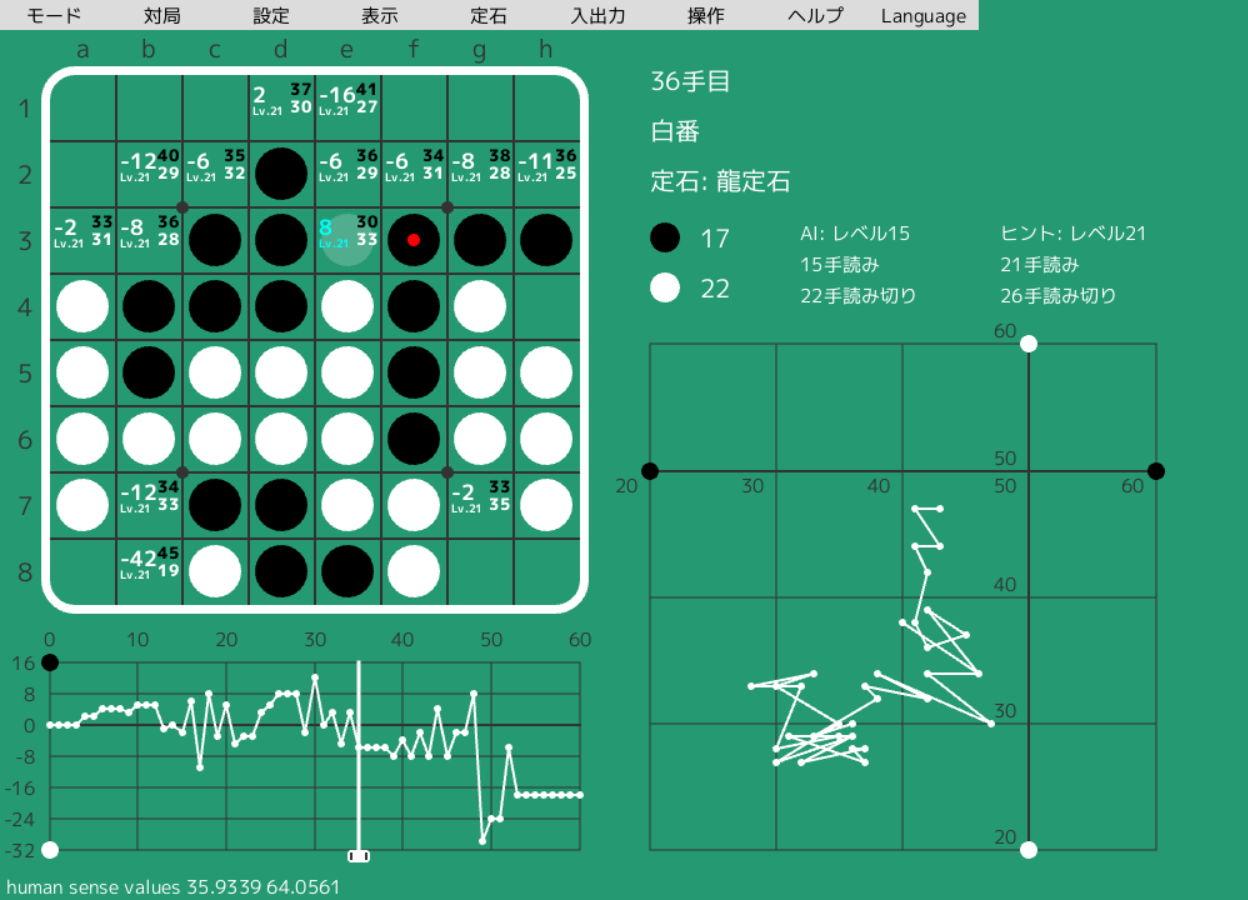 モード 対局 設定 表示 定石 入出力 操作 ヘルプ Language
a b c d e f g h
1 2 37 -16 41
Lv.21 30 Lv.21 27
2 -12 40 -6 35 -6 36 -6 34 -8 38 -11 36
Lv.21 29 Lv.21 32 Lv.21 29 Lv.21 31 Lv.21 28 Lv.21 25
3 -2 33 -8 36 8 30
Lv.21 31 Lv.21 28 Lv.21 33
4
5
6
7 -12 34 -2 33
Lv.21 33 Lv.21 35
8 -42 45
Lv.21 19
36手目
白番
定石: 龍定石
17
22
AI: レベル15
15手読み
22手読み切り
ヒント: レベル21
21手読み
26手読み切り
0 10 20 30 40 50 60
16
8
0
-8
-16
-24
-32
60
50
20 30 40 50 60
40
30
20
human sense values 35.9339 64.0561